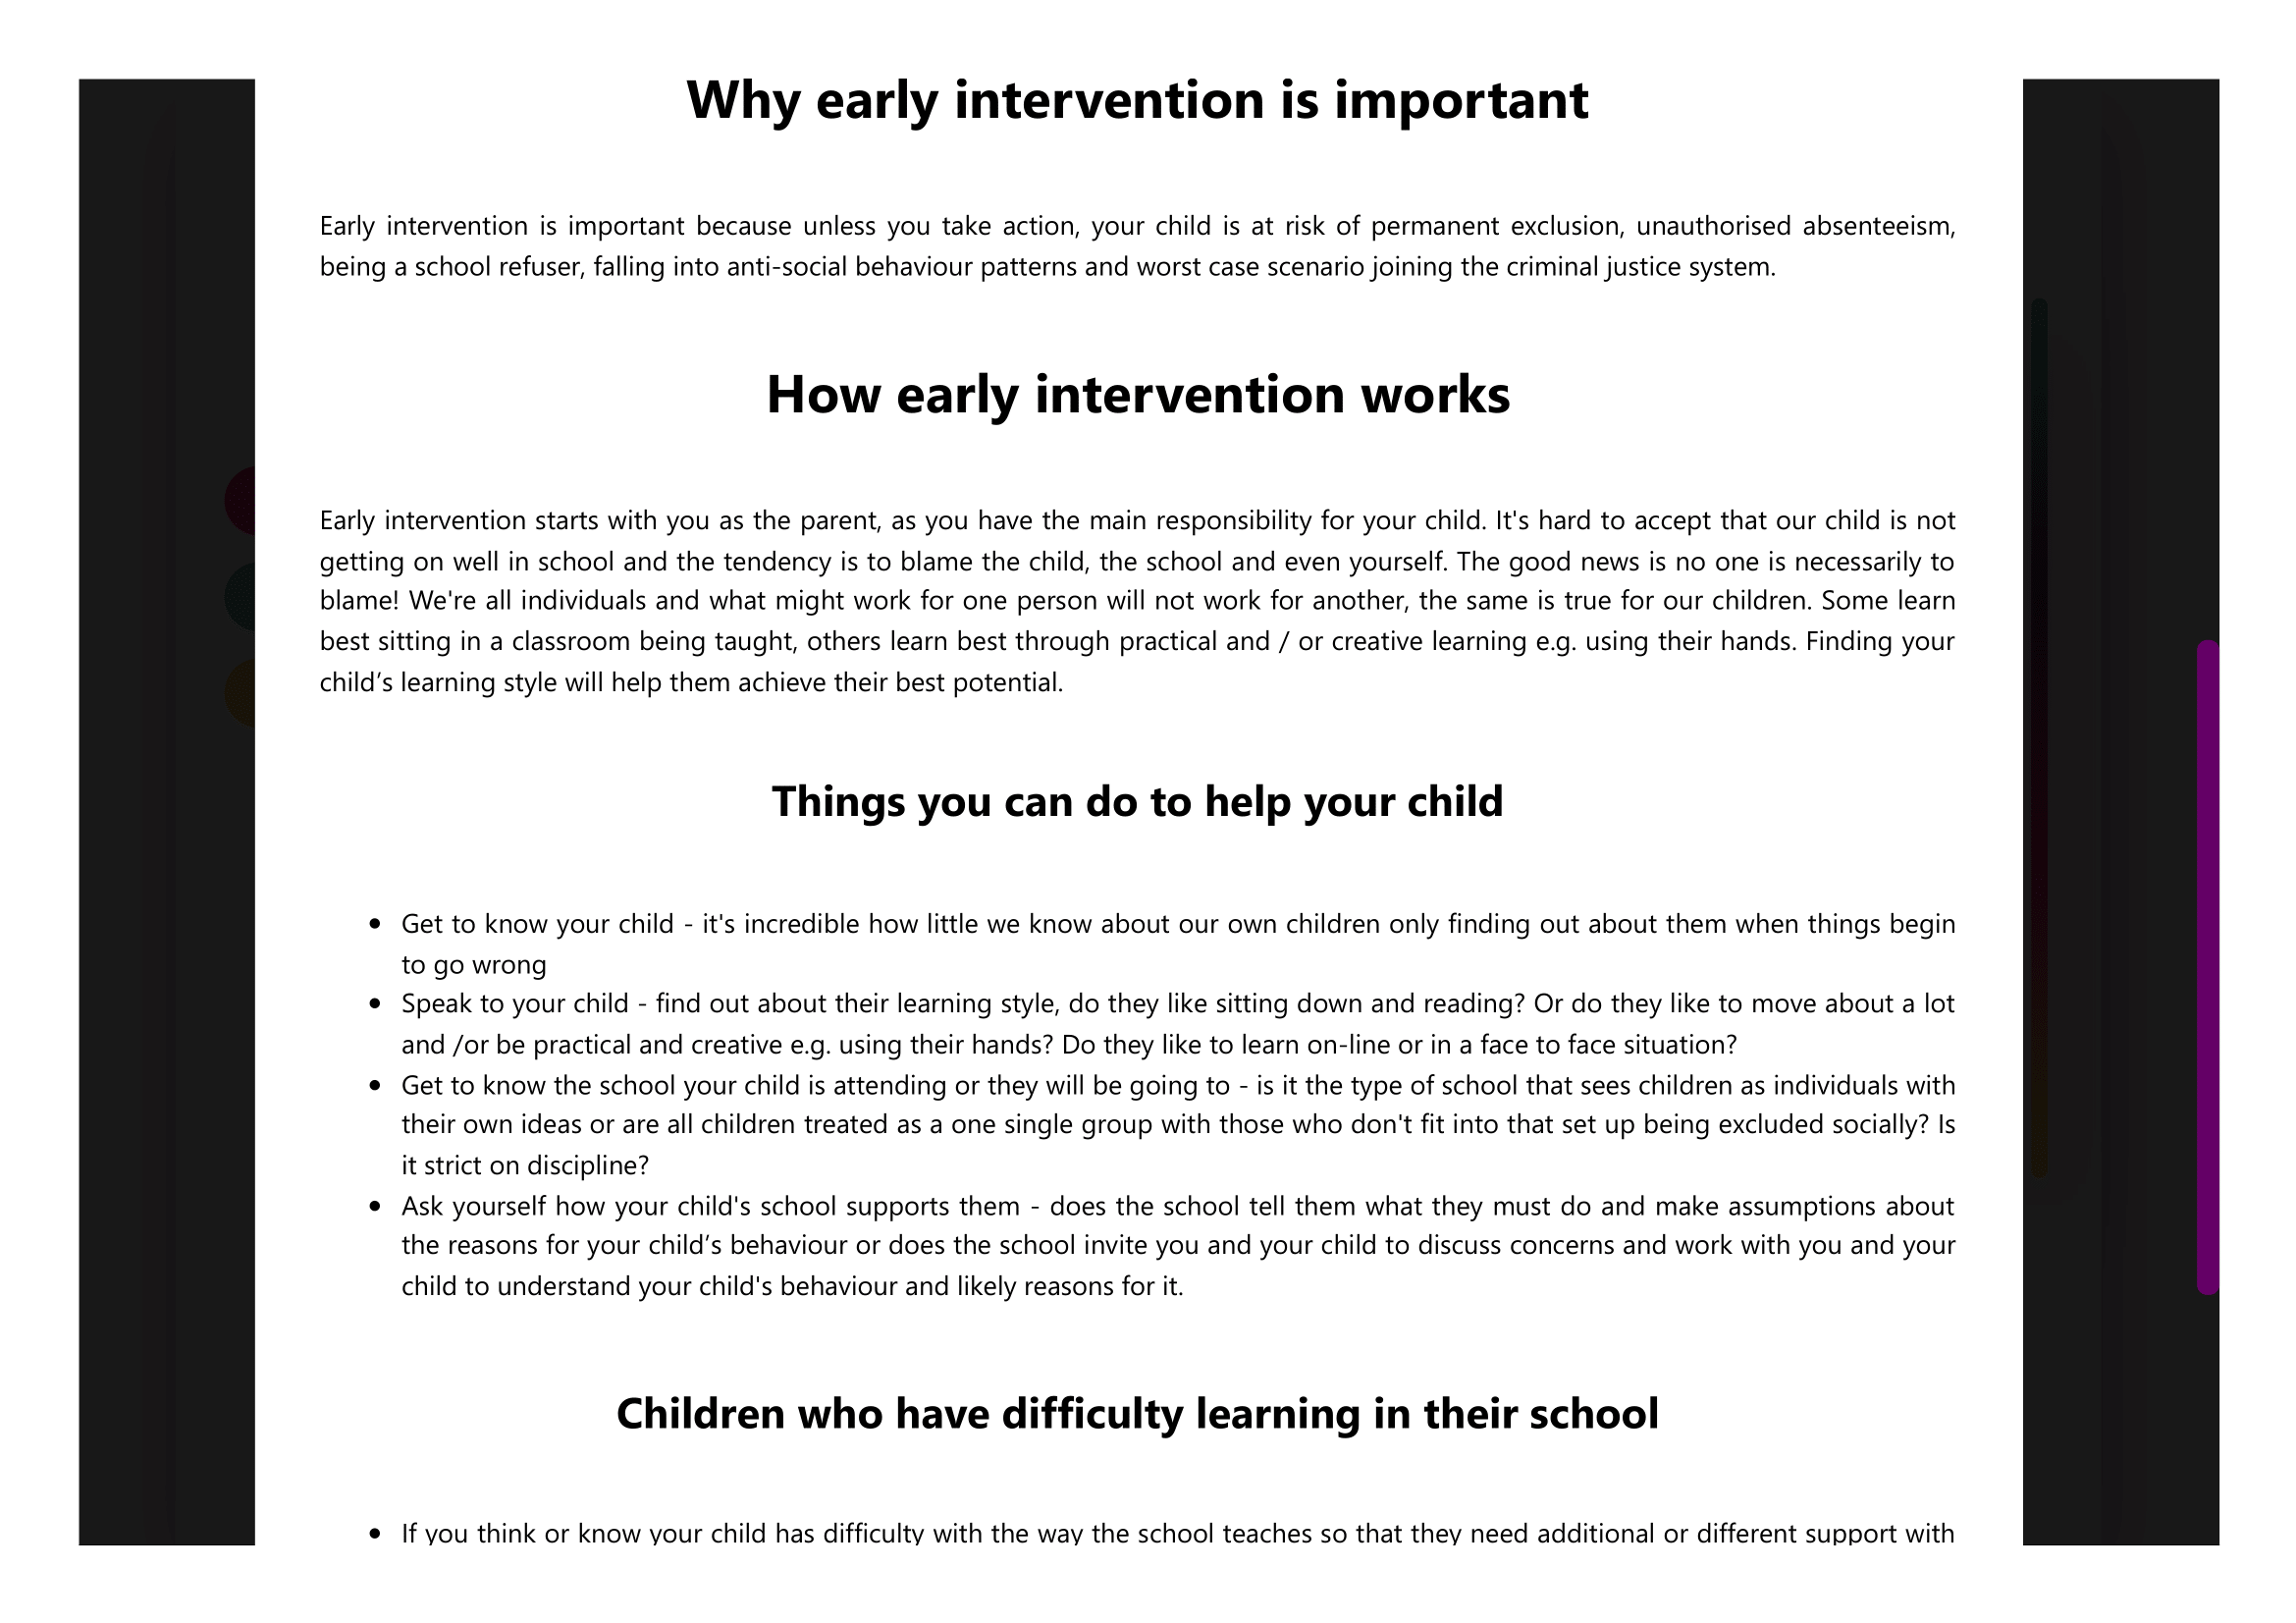 Why early intervention is important
Early intervention is important because unless you take action, your child is at risk of permanent exclusion, unauthorised absenteeism,
being a school refuser, falling into anti-social behaviour patterns and worst case scenario joining the criminal justice system.
How early intervention works
Early intervention starts with you as the parent, as you have the main responsibility for your child. It's hard to accept that our child is not
getting on well in school and the tendency is to blame the child, the school and even yourself. The good news is no one is necessarily to
blame! We're all individuals and what might work for one person will not work for another, the same is true for our children. Some learn
best sitting in a classroom being taught, others learn best through practical and / or creative learning e.g. using their hands. Finding your
child’s learning style will help them achieve their best potential.
Things you can do to help your child
• Get to know your child - it's incredible how little we know about our own children only finding out about them when things begin
to go wrong
• Speak to your child - find out about their learning style, do they like sitting down and reading? Or do they like to move about a lot
and /or be practical and creative e.g. using their hands? Do they like to learn on-line or in a face to face situation?
• Get to know the school your child is attending or they will be going to - is it the type of school that sees children as individuals with
their own ideas or are all children treated as a one single group with those who don't fit into that set up being excluded socially? Is
it strict on discipline?
• Ask yourself how your child's school supports them - does the school tell them what they must do and make assumptions about
the reasons for your child’s behaviour or does the school invite you and your child to discuss concerns and work with you and your
child to understand your child's behaviour and likely reasons for it.
Children who have difficulty learning in their school
• If you think or know your child has difficulty with the way the school teaches so that they need additional or different support with